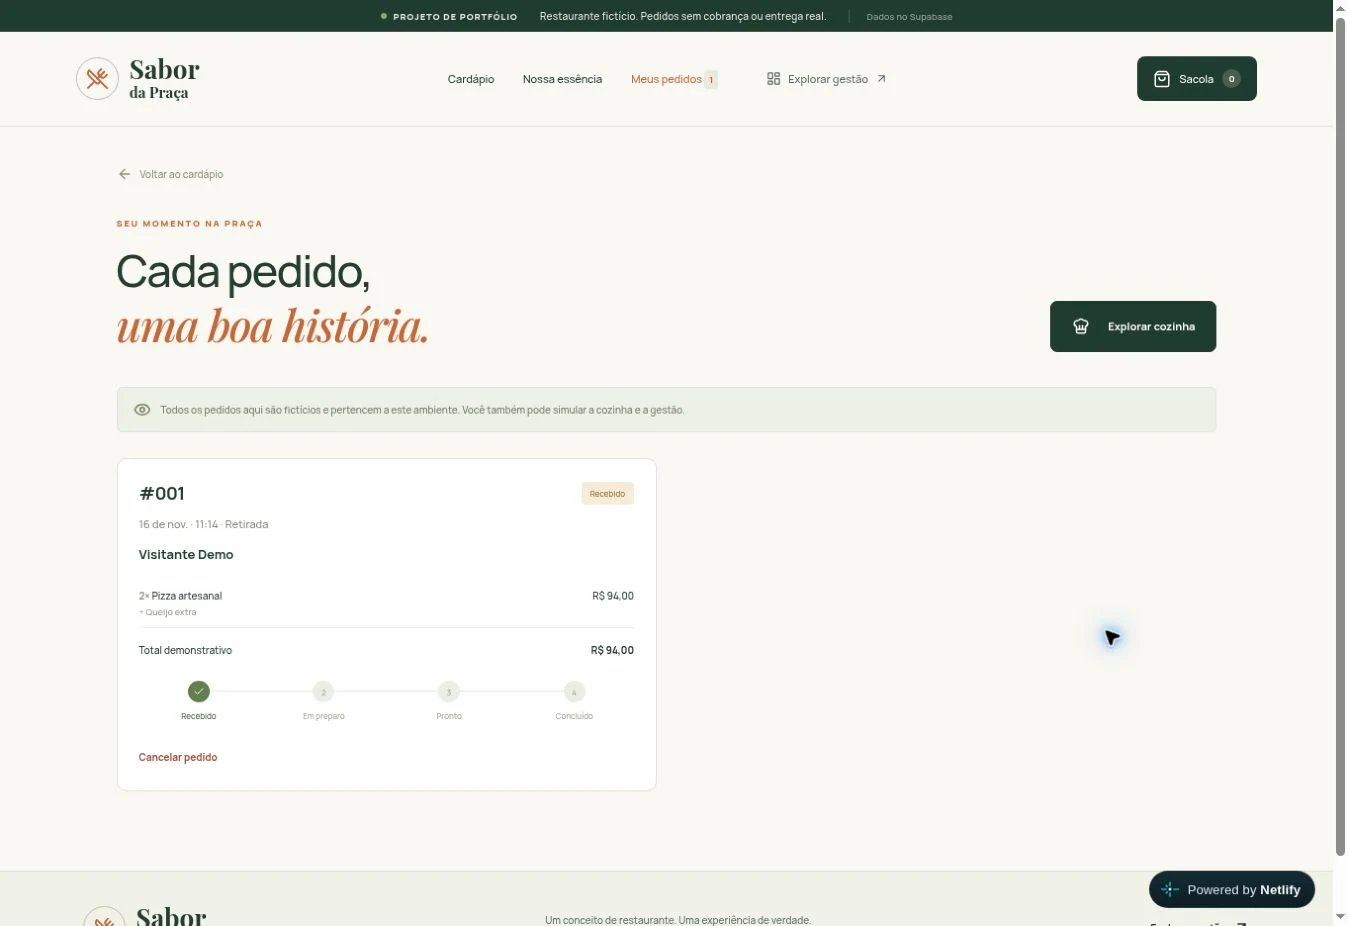 PROJETO DE PORTFÓLIO Restaurante fictício. Pedidos sem cobrança ou entrega real. Dados no Supabase
Sabor
da Praça
Cardápio Nossa essência Meus pedidos 1 Explorar gestão Sacola 0
Voltar ao cardápio
SEU MOMENTO NA PRAÇA
Cada pedido,
uma boa história.
Explorar cozinha
Todos os pedidos aqui são fictícios e pertencem a este ambiente. Você também pode simular a cozinha e a gestão.
#001 Recebido
16 de nov. · 11:14 · Retirada
Visitante Demo
2× Pizza artesanal R$ 94,00
+ Queijo extra
Total demonstrativo R$ 94,00
2 3 4
Recebido Em preparo Pronto Concluído
Cancelar pedido
Powered by Netlify
Sabor
Um conceito de restaurante. Uma experiência de verdade.